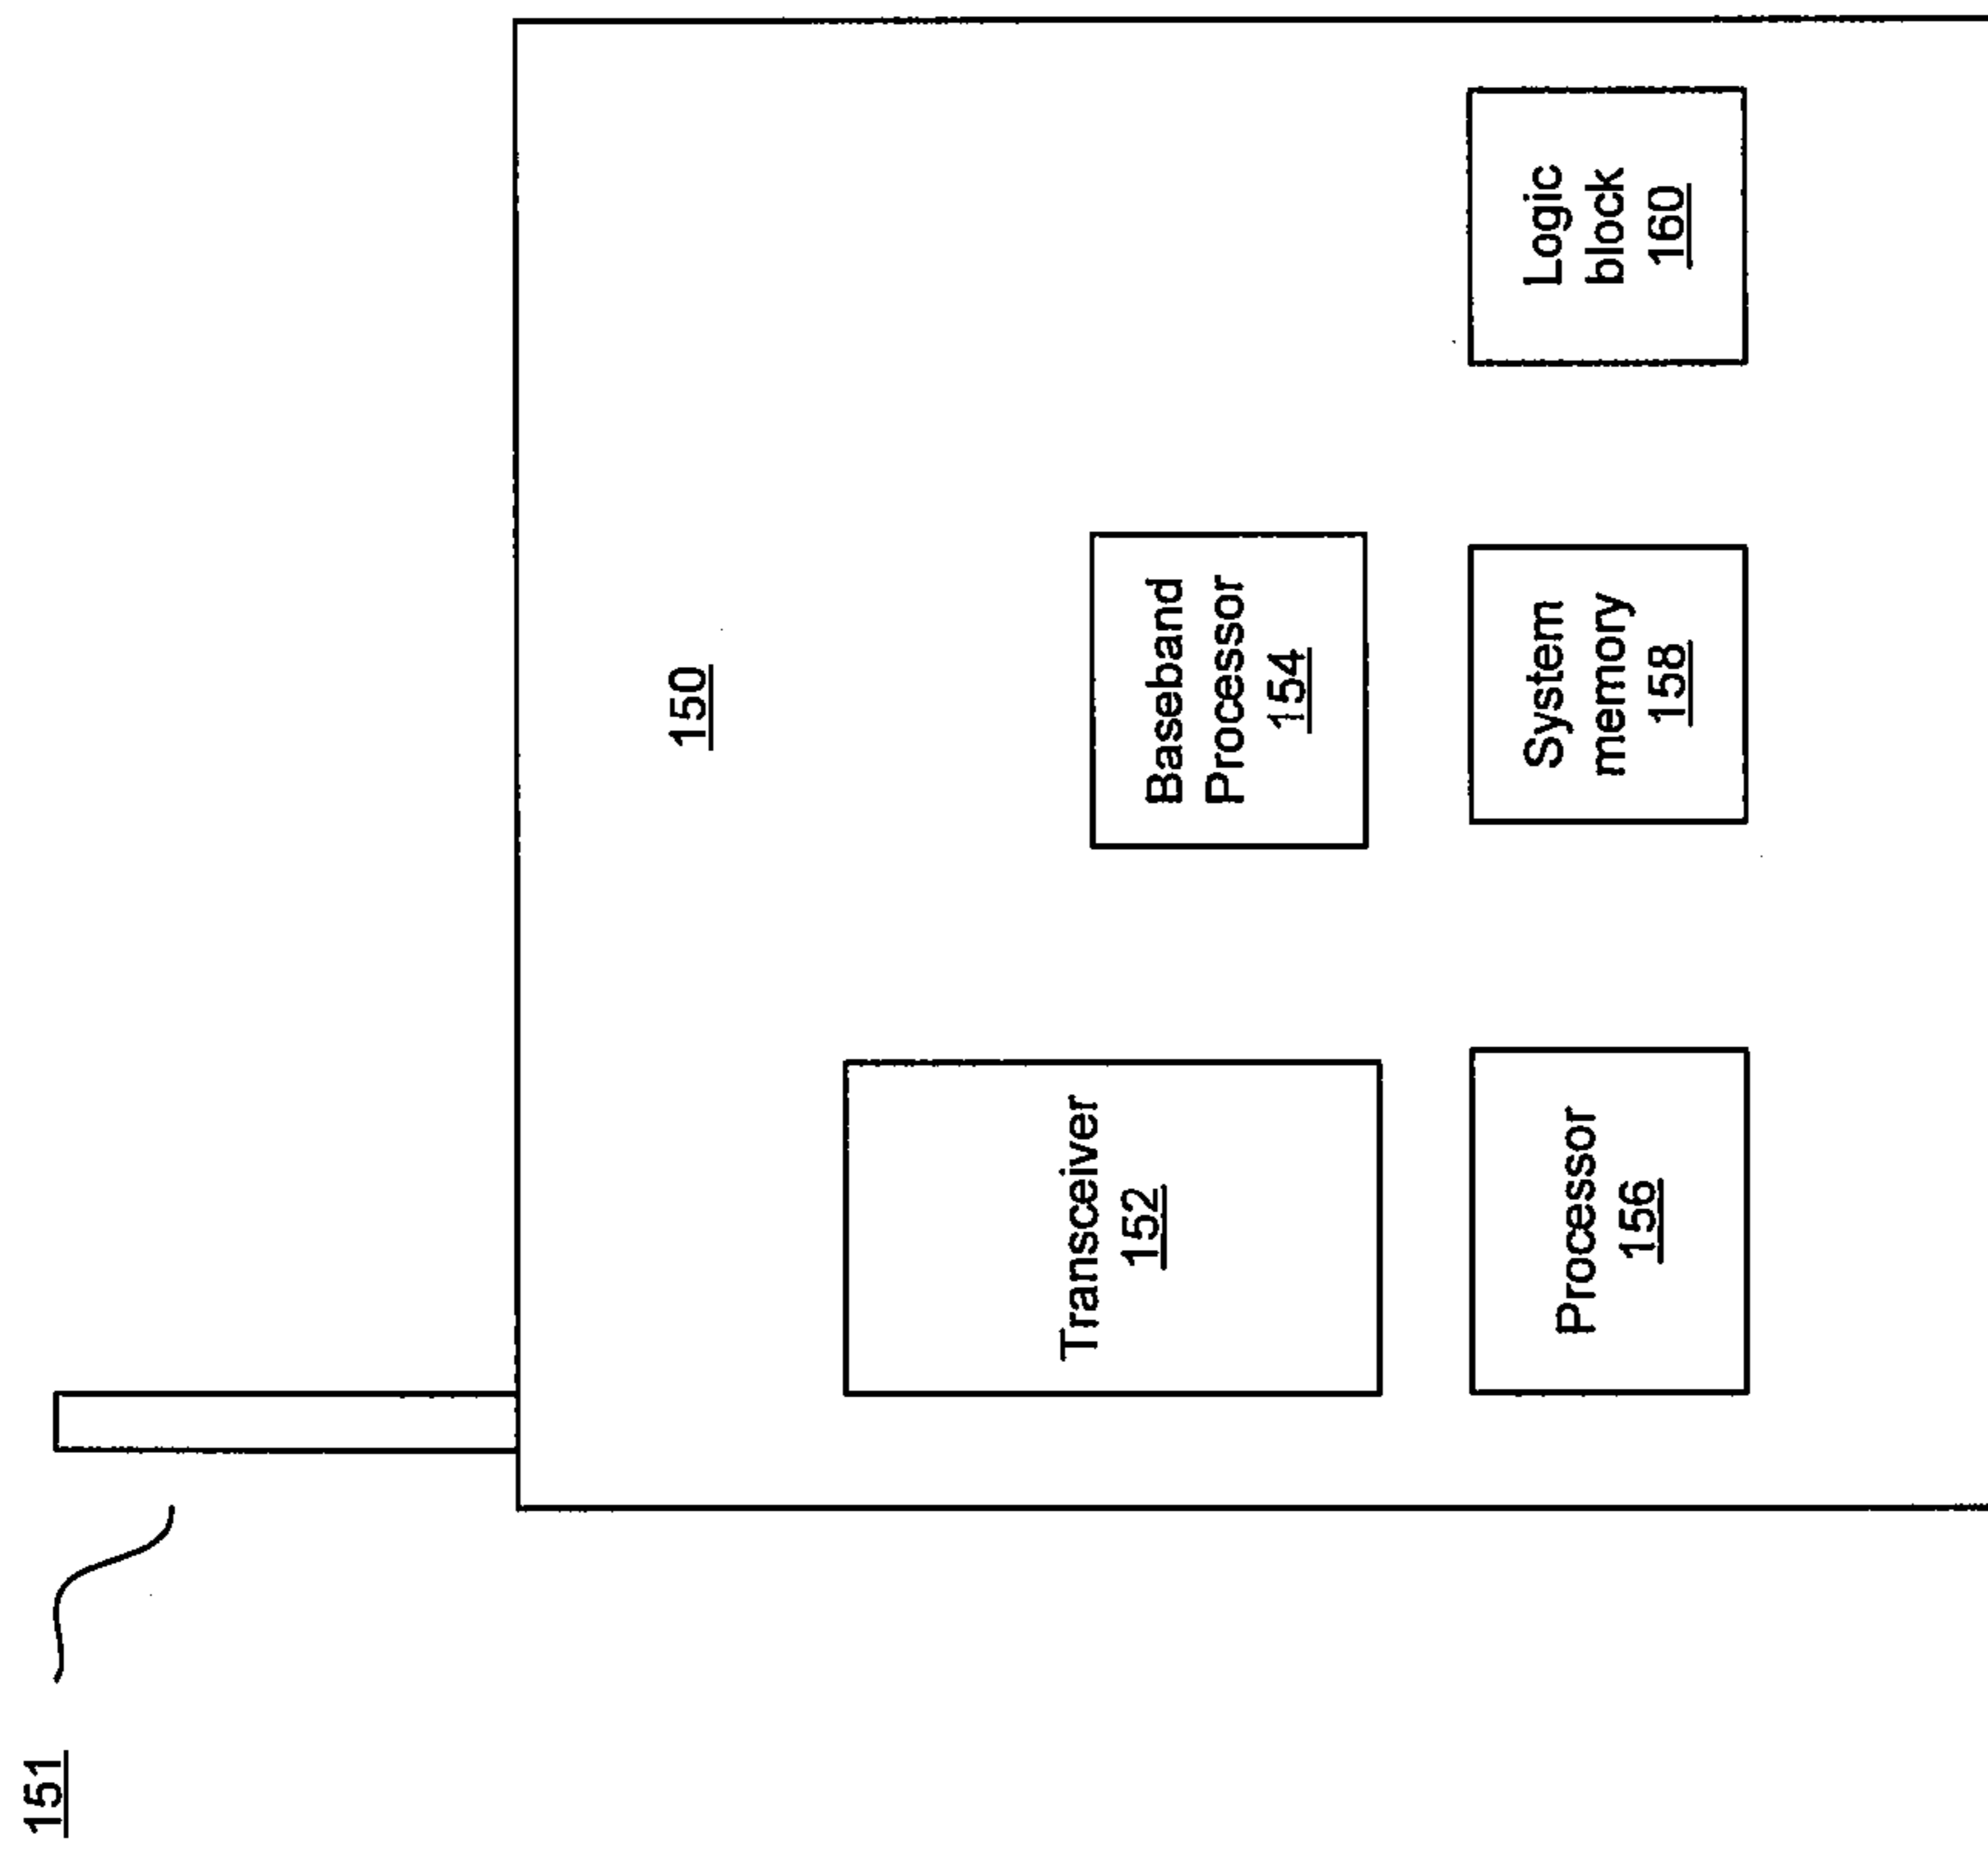 151
150
Transceiver
152
Baseband
Processor
154
Processor
156
System
memory
158
Logic
block
160